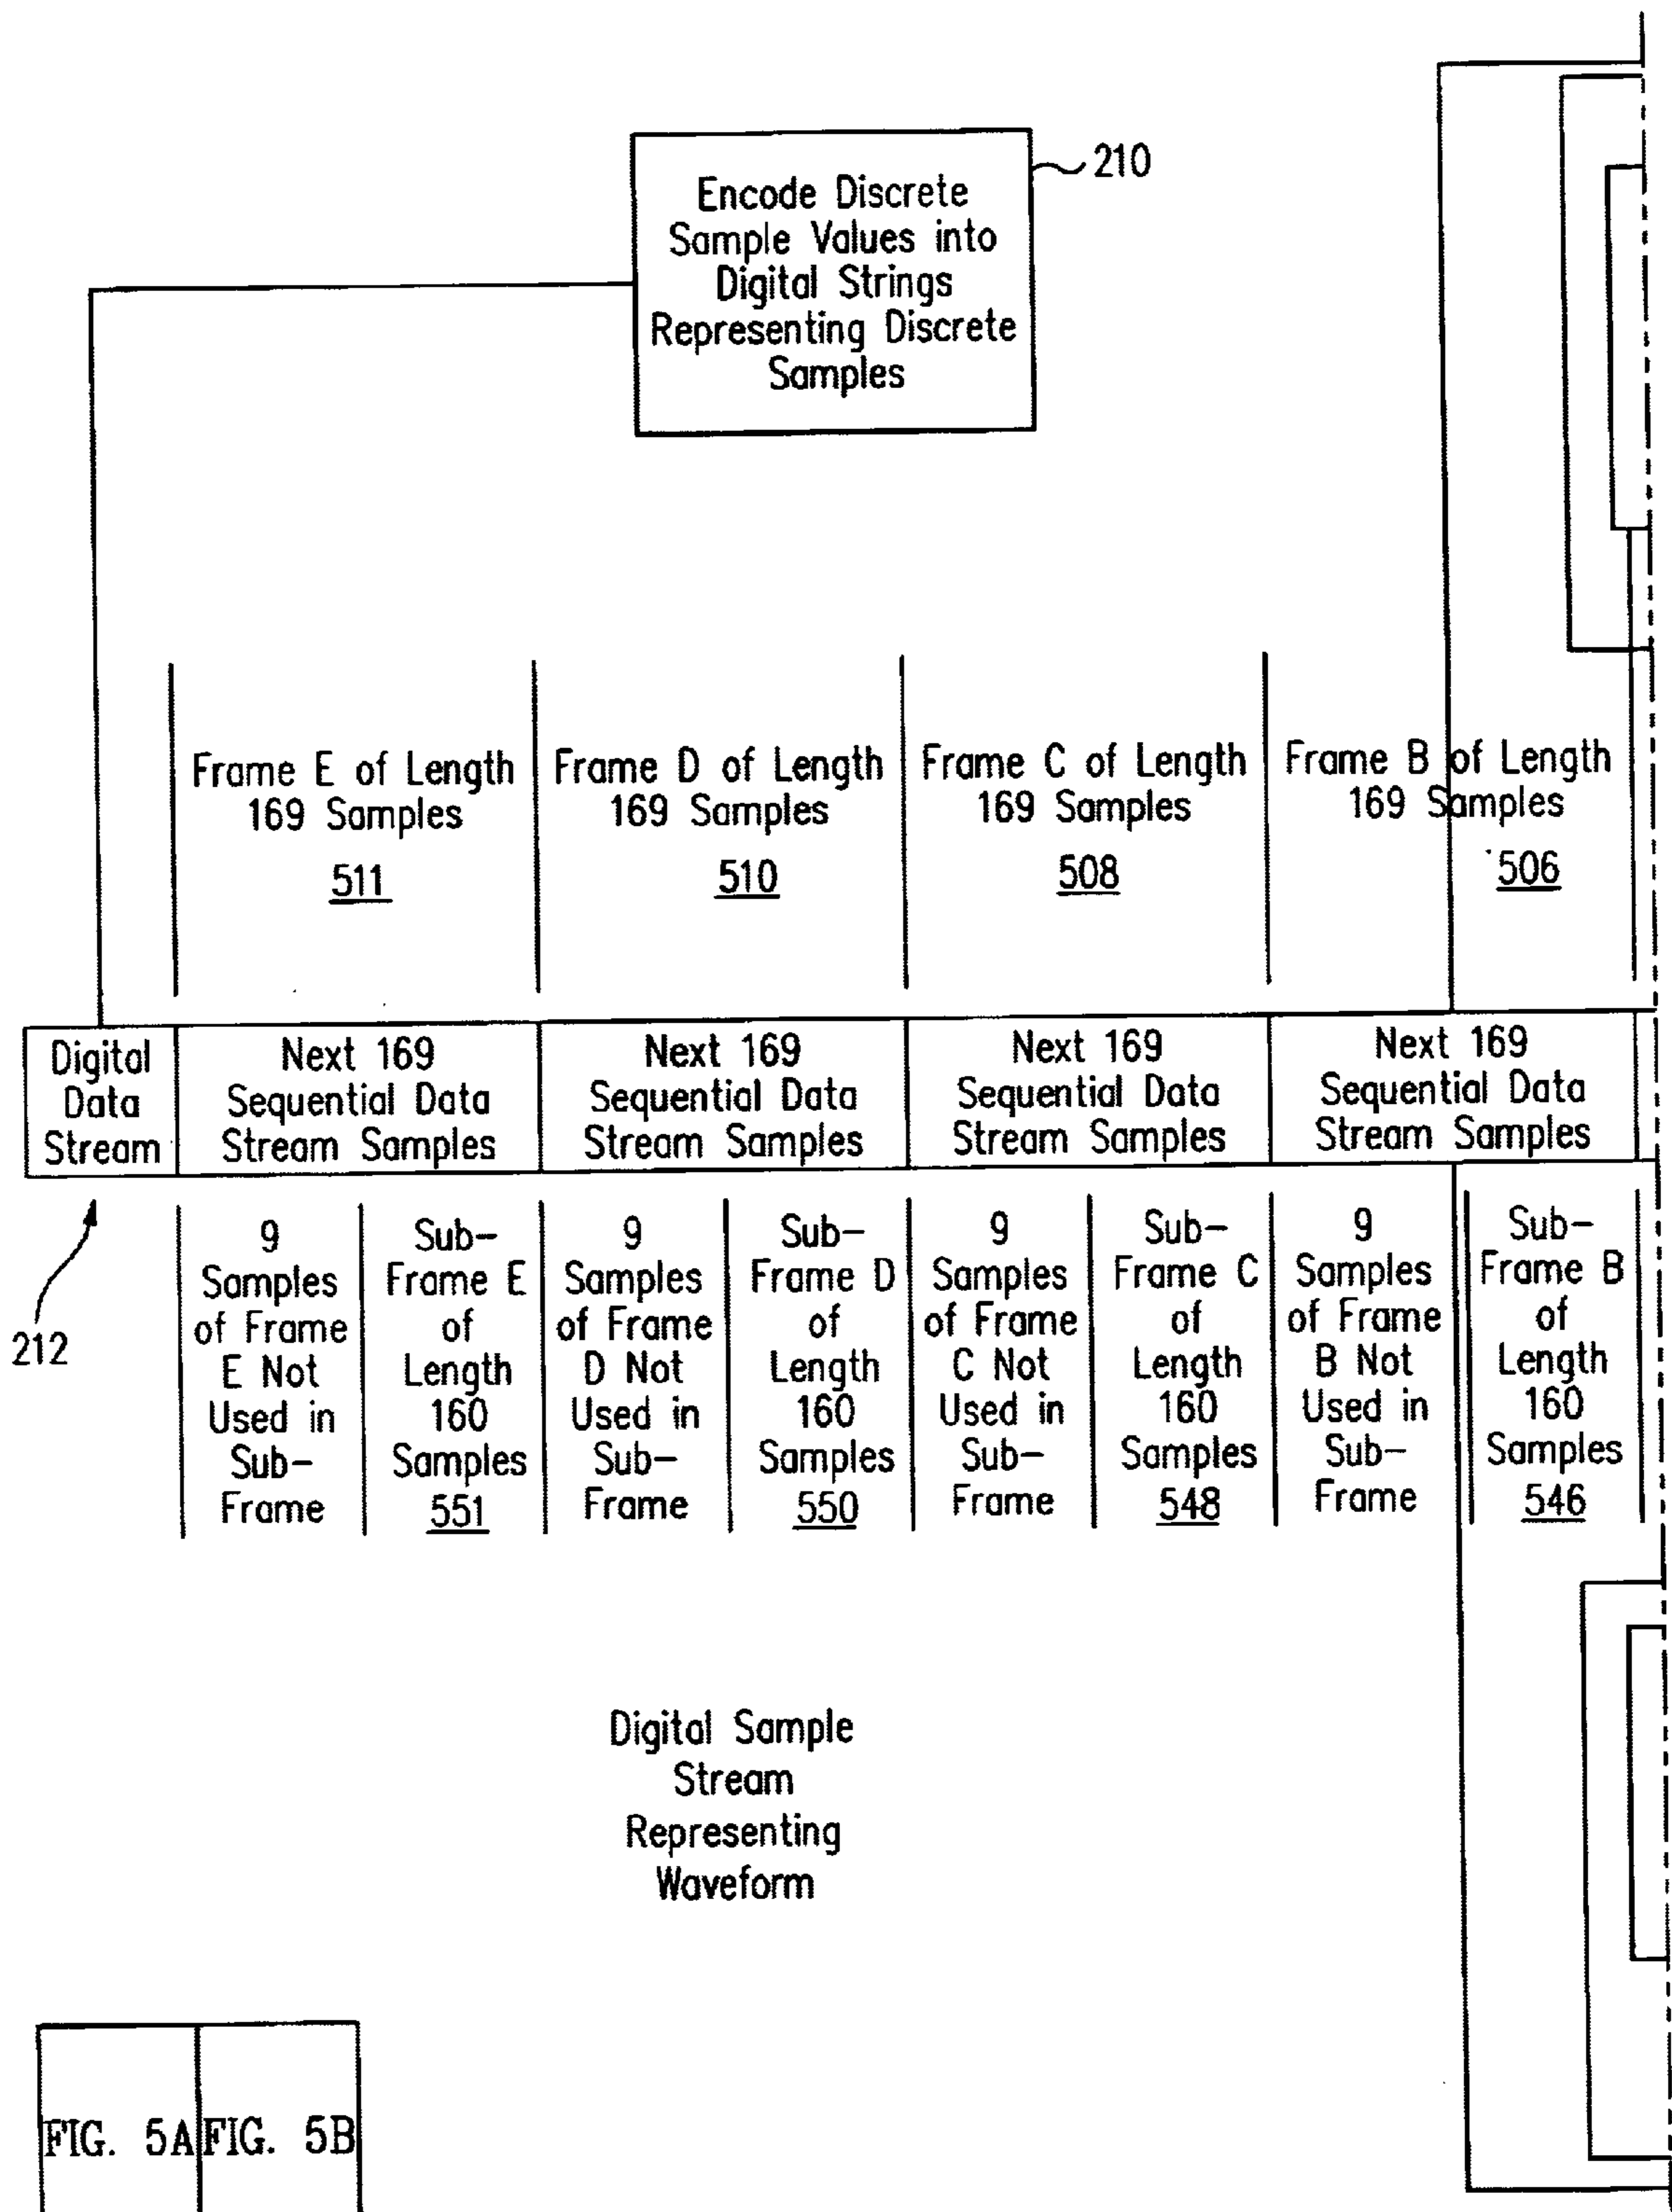 Encode Discrete
Sample Values into
Digital Strings
Representing Discrete
Samples
210
Frame E of Length
169 Samples
511
Frame D of Length
169 Samples
510
Frame C of Length
169 Samples
508
Frame B of Length
169 Samples
506
Digital
Data
Stream
Next 169
Sequential Data
Stream Samples
Next 169
Sequential Data
Stream Samples
Next 169
Sequential Data
Stream Samples
Next 169
Sequential Data
Stream Samples
212
9
Samples
of Frame
E Not
Used in
Sub-
Frame
Sub-
Frame E
of
Length
160
Samples
551
9
Samples
of Frame
D Not
Used in
Sub-
Frame
Sub-
Frame D
of
Length
160
Samples
550
9
Samples
of Frame
C Not
Used in
Sub-
Frame
Sub-
Frame C
of
Length
160
Samples
548
9
Samples
of Frame
B Not
Used in
Sub-
Frame
Sub-
Frame B
of
Length
160
Samples
546
Digital Sample
Stream
Representing
Waveform
FIG. 5A
FIG. 5B